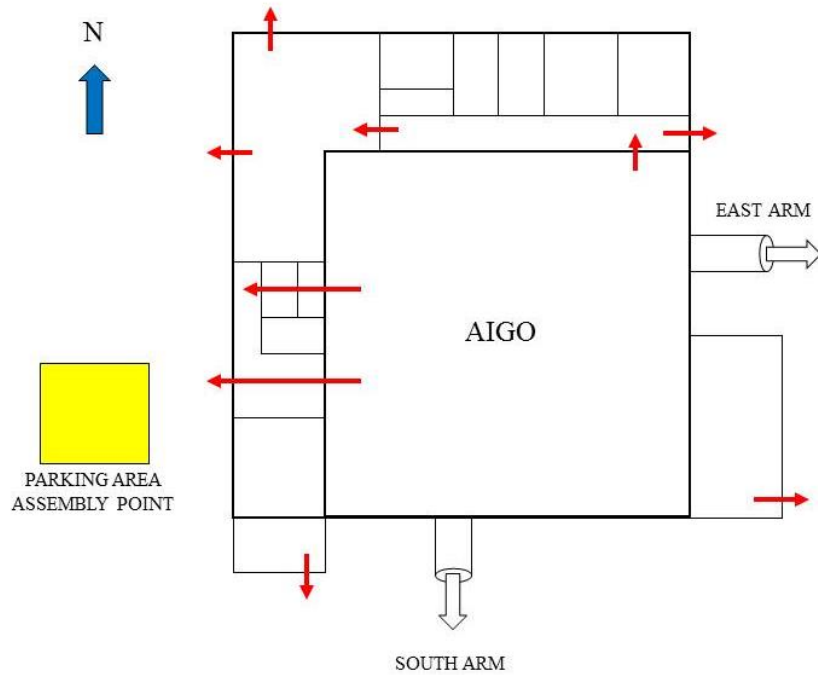 N
EAST ARM
AIGO
PARKING AREA
ASSEMBLY POINT
SOUTH ARM